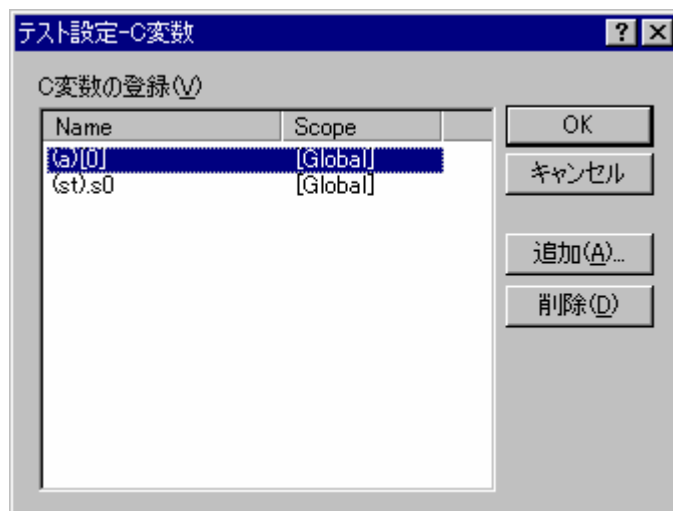 テスト設定-C変数
C変数の登録(V)
Name Scope
(a)[0] [Global]
(st).s0 [Global]
OK
キャンセル
追加(A)...
削除(D)